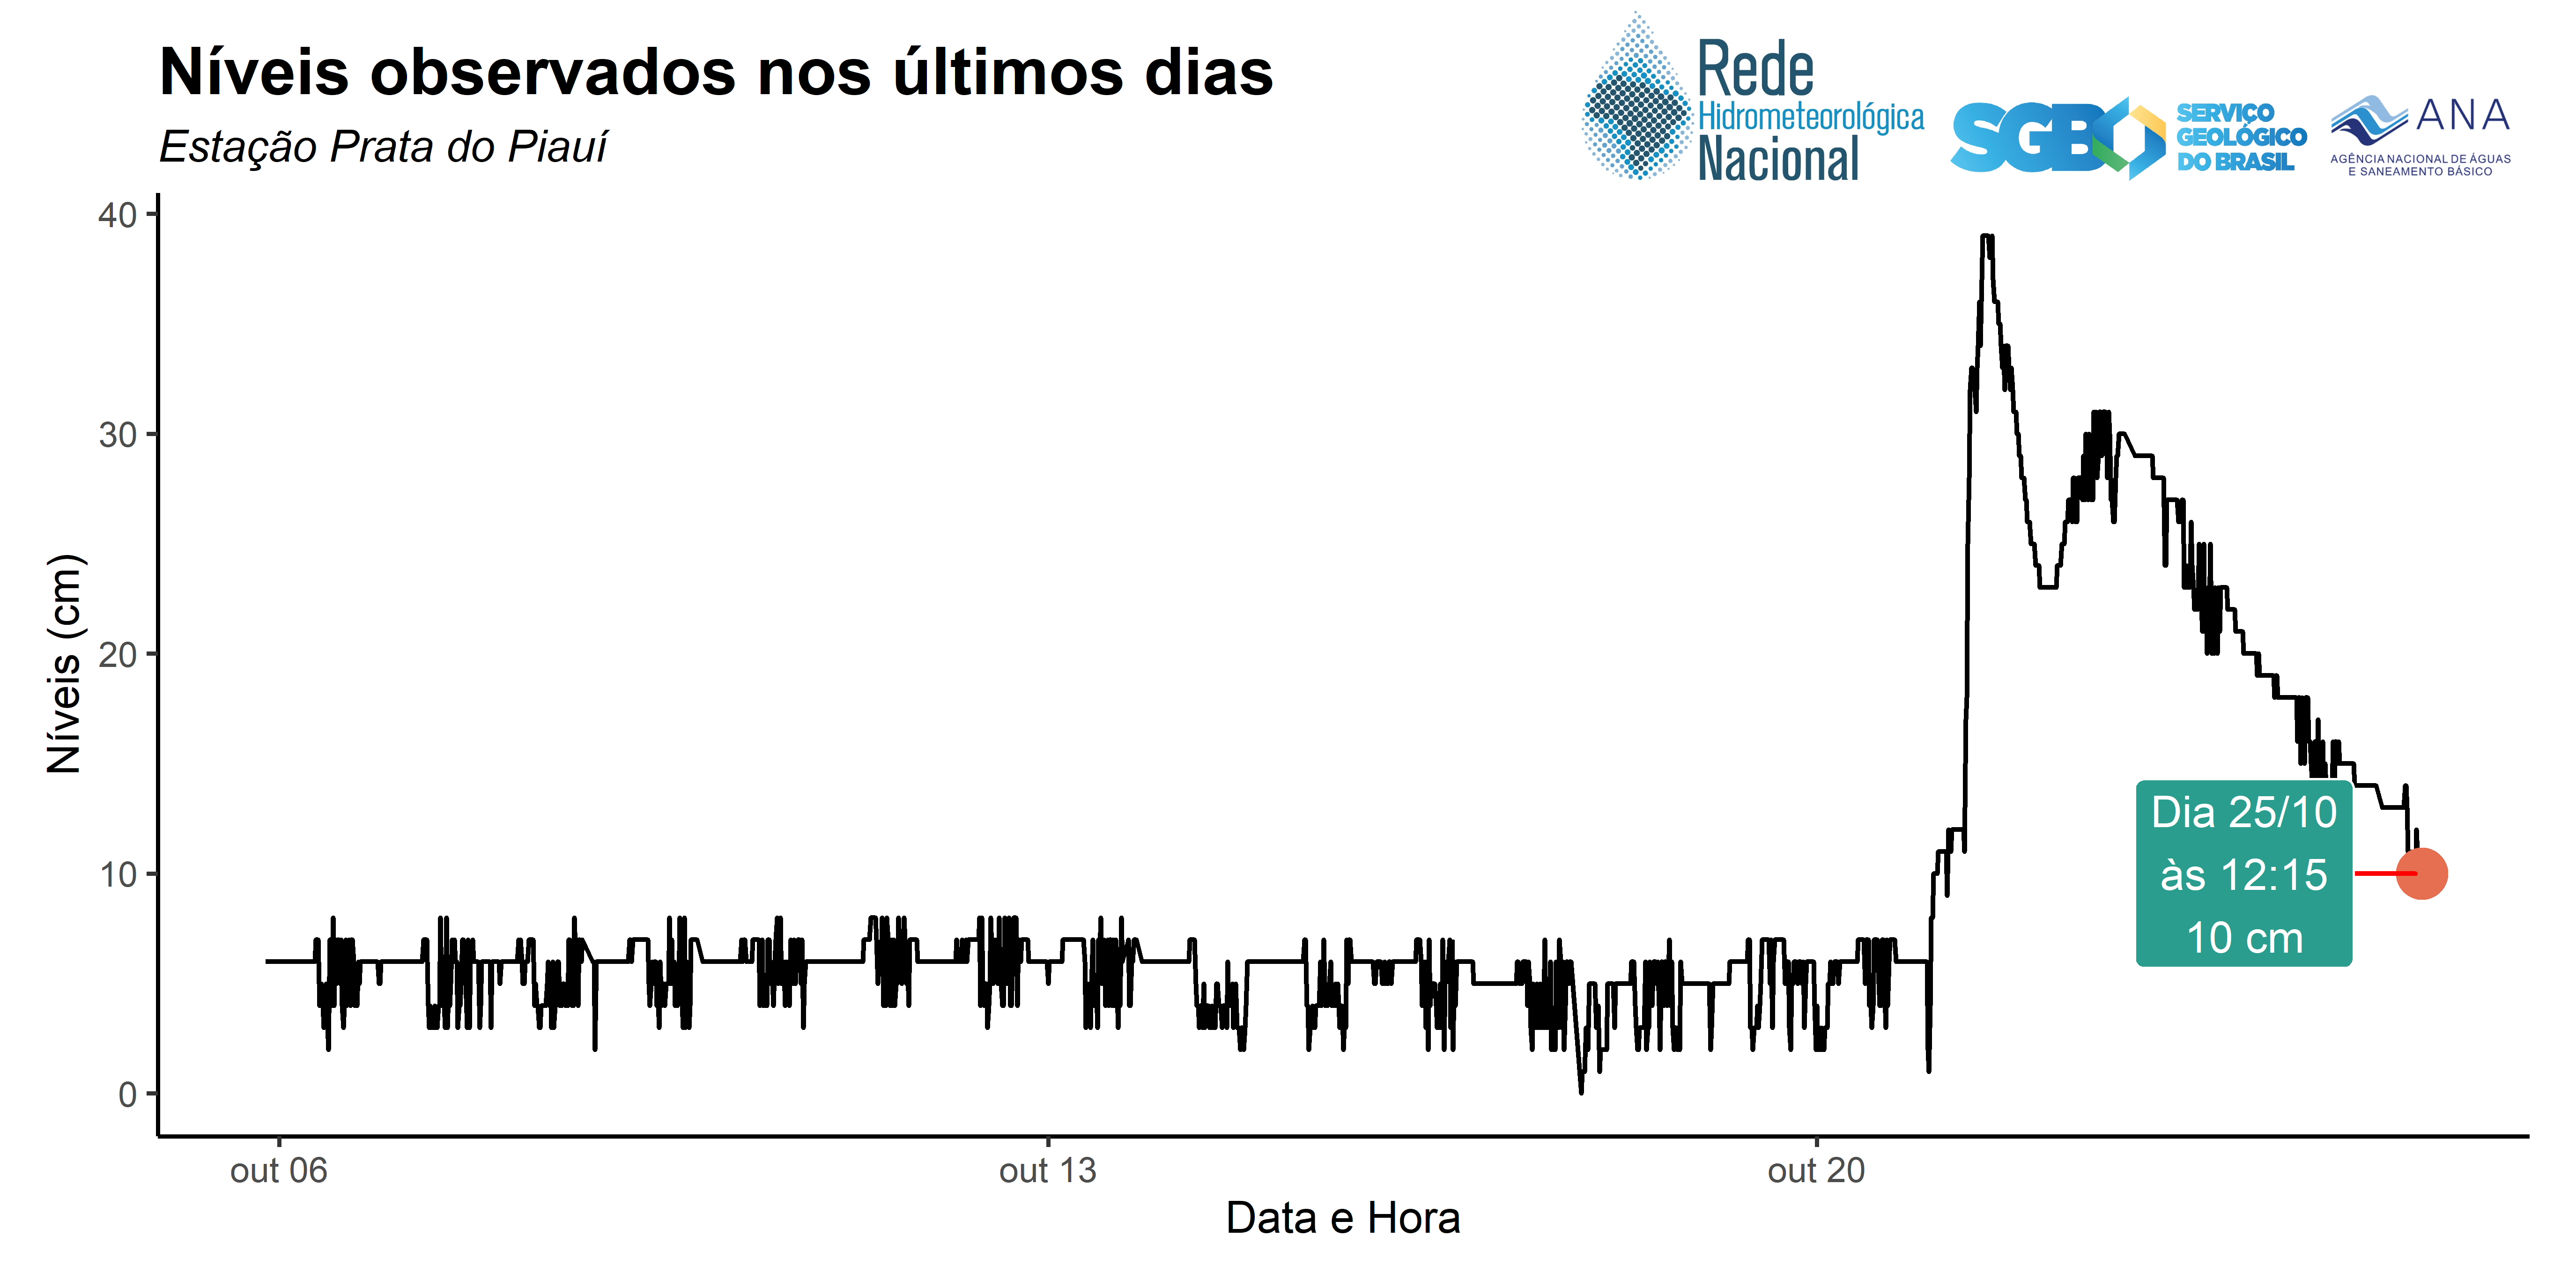 Níveis observados nos últimos dias
Estação Prata do Piauí
Rede
Hidrometeorológica
Nacional
SGB
SERVIÇO
GEOLÓGICO
DO BRASIL
ANA
AGÊNCIA NACIONAL DE ÁGUAS
E SANEAMENTO BÁSICO
40
30
20
10
0
Níveis (cm)
Dia 25/10
às 12:15
10 cm
out 06
out 13
out 20
Data e Hora